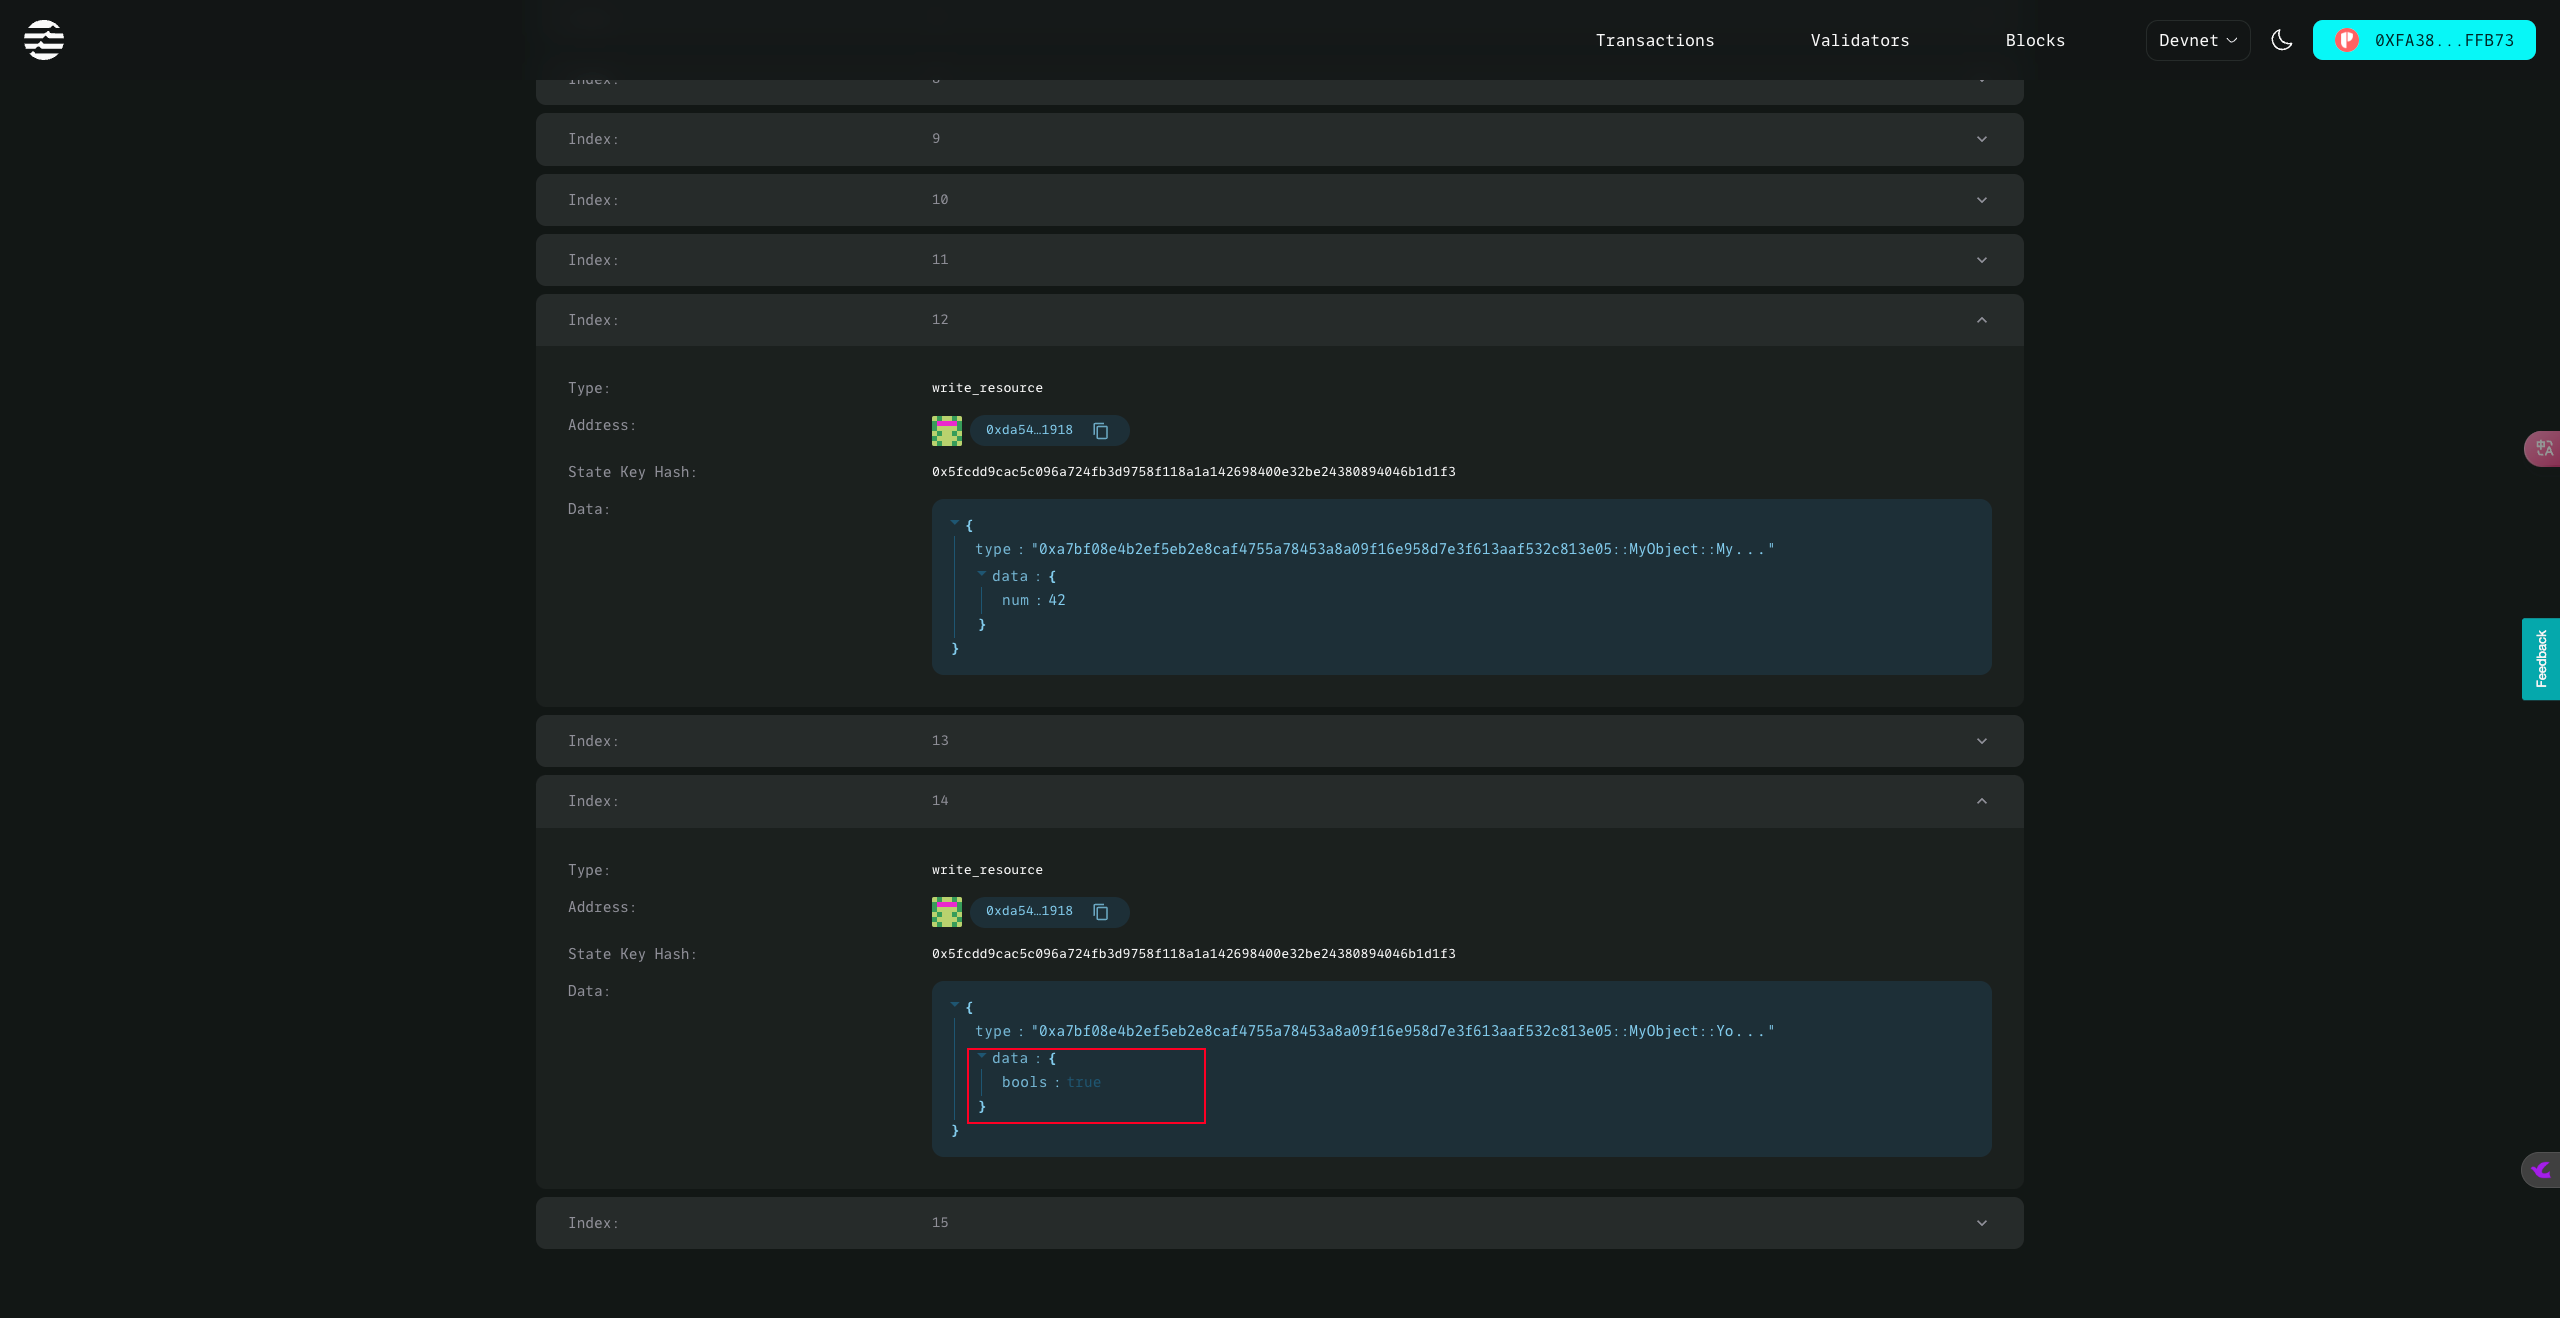 Transactions Validators Blocks Devnet 0XFA38...FFB73
Index: 8
Index: 9
Index: 10
Index: 11
Index: 12
Type: write_resource
Address: 0xda54…1918
State Key Hash: 0x5fcdd9cac5c096a724fb3d9758f118a1a142698400e32be24380894046b1d1f3
Data:
{
type : "0xa7bf08e4b2ef5eb2e8caf4755a78453a8a09f16e958d7e3f613aaf532c813e05::MyObject::My..."
data : {
num : 42
}
}
Index: 13
Index: 14
Type: write_resource
Address: 0xda54…1918
State Key Hash: 0x5fcdd9cac5c096a724fb3d9758f118a1a142698400e32be24380894046b1d1f3
Data:
{
type : "0xa7bf08e4b2ef5eb2e8caf4755a78453a8a09f16e958d7e3f613aaf532c813e05::MyObject::Yo..."
data : {
bools : true
}
}
Index: 15
Feedback